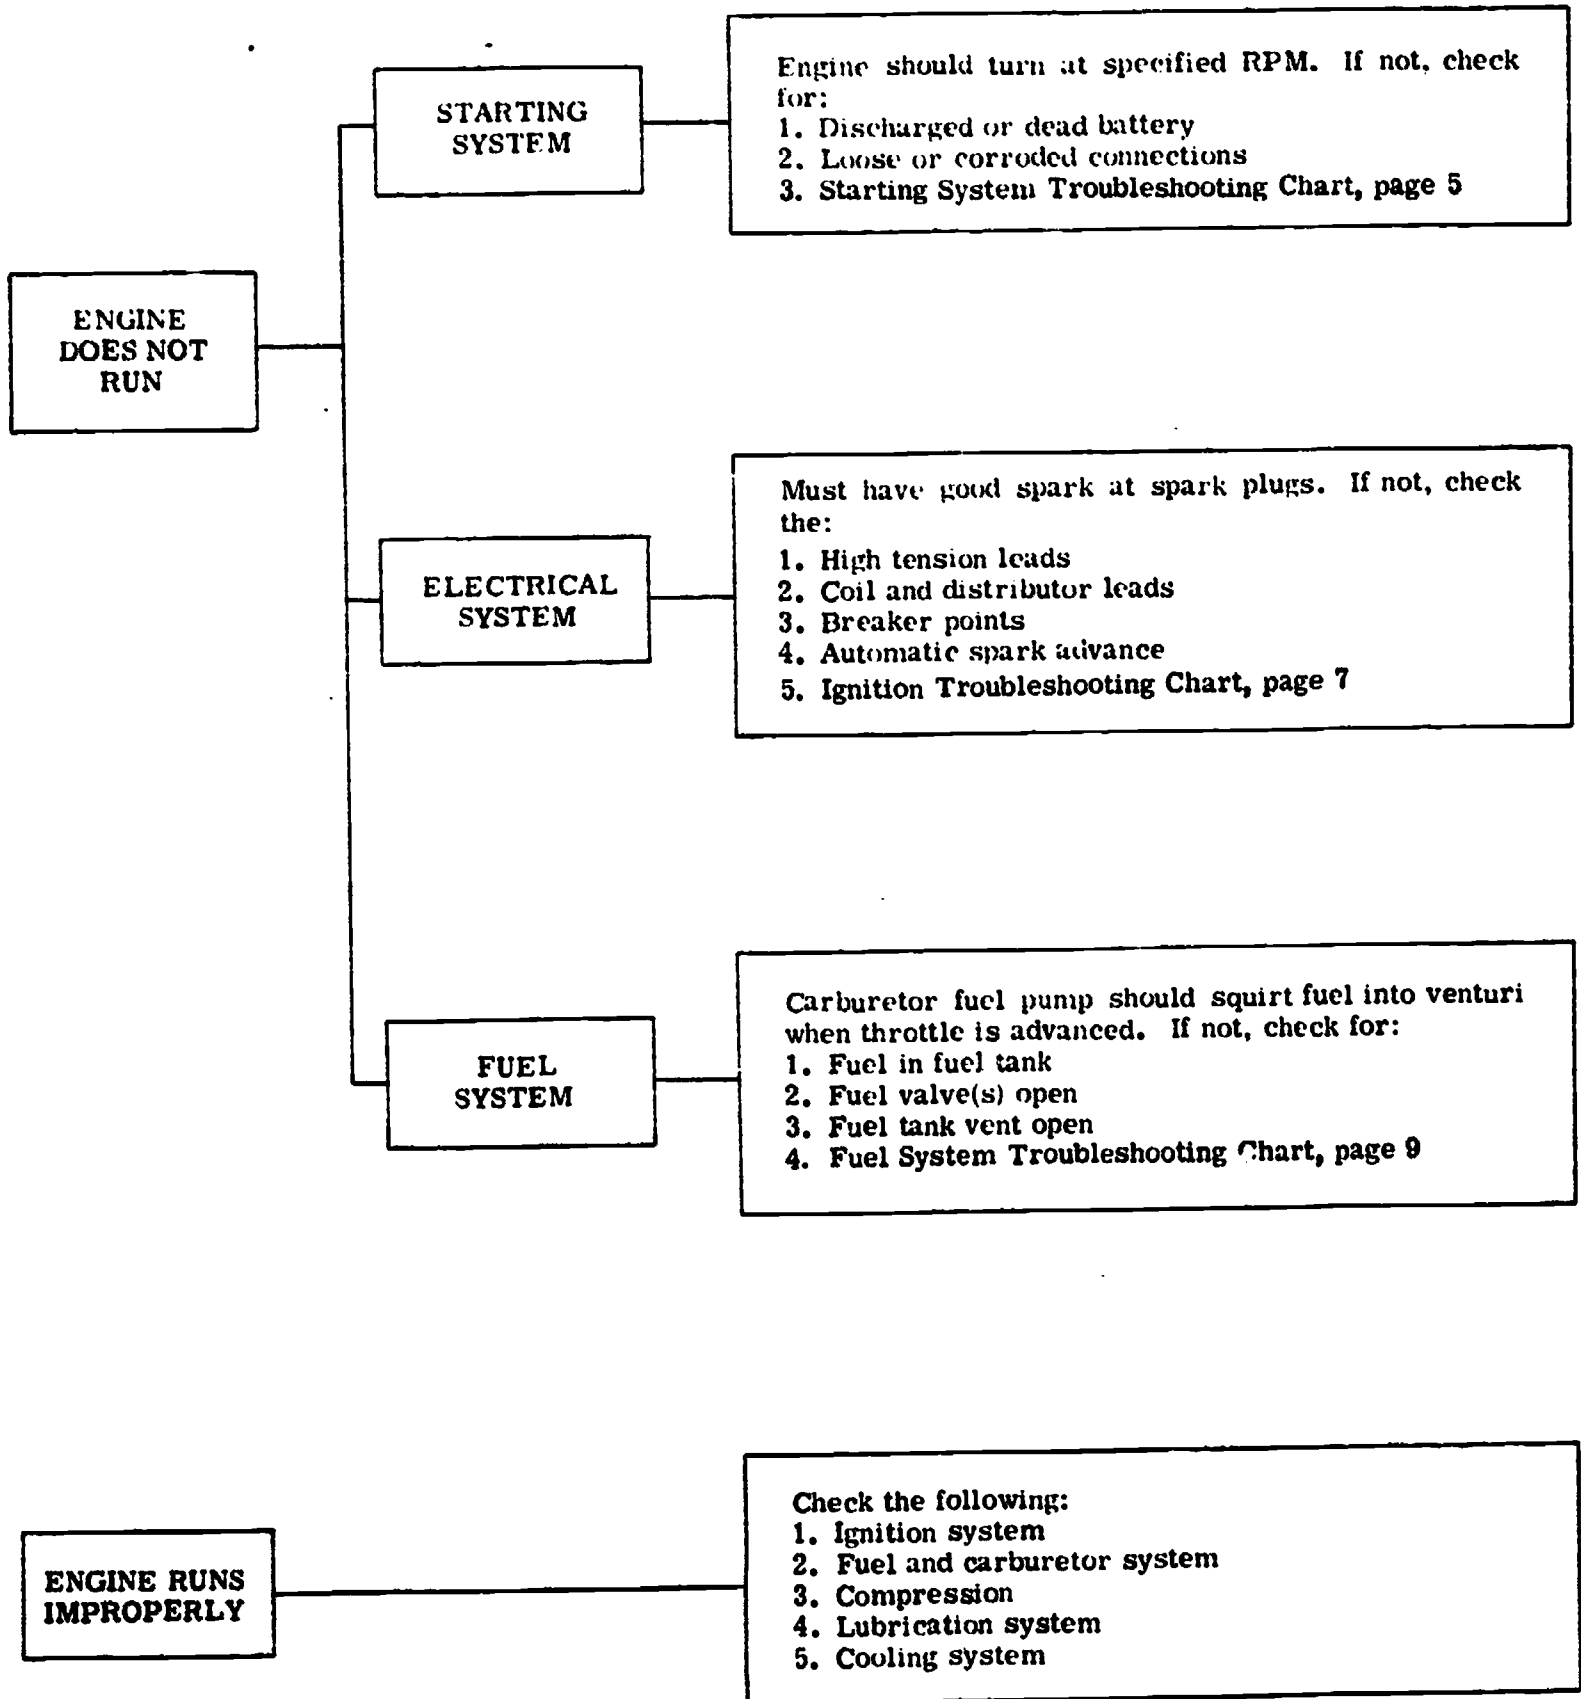 STARTING
SYSTEM
Engine should turn at specified RPM. If not, check
for:
1. Discharged or dead battery
2. Loose or corroded connections
3. Starting System Troubleshooting Chart, page 5
ENGINE
DOES NOT
RUN
ELECTRICAL
SYSTEM
Must have good spark at spark plugs. If not, check
the:
1. High tension leads
2. Coil and distributor leads
3. Breaker points
4. Automatic spark advance
5. Ignition Troubleshooting Chart, page 7
FUEL
SYSTEM
Carburetor fuel pump should squirt fuel into venturi
when throttle is advanced. If not, check for:
1. Fuel in fuel tank
2. Fuel valve(s) open
3. Fuel tank vent open
4. Fuel System Troubleshooting Chart, page 9
ENGINE RUNS
IMPROPERLY
Check the following:
1. Ignition system
2. Fuel and carburetor system
3. Compression
4. Lubrication system
5. Cooling system